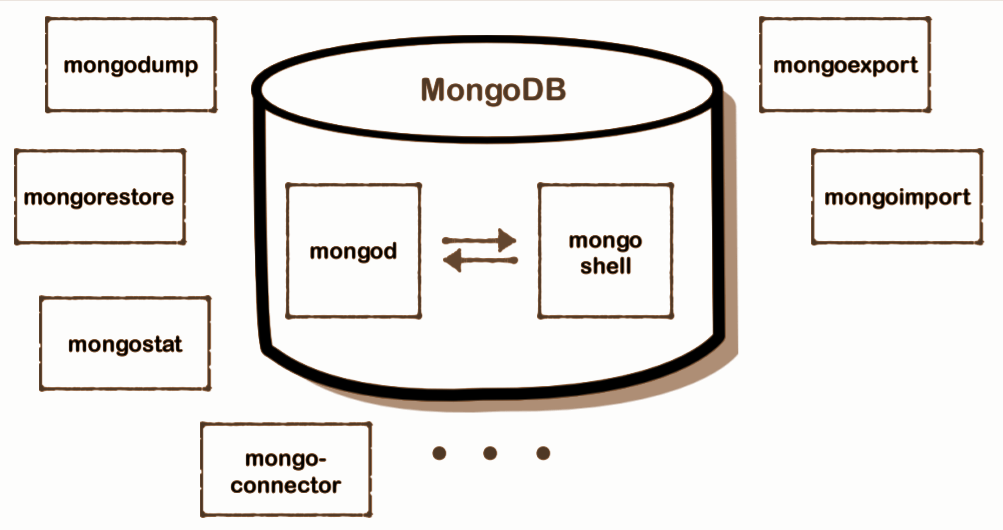 mongodump
MongoDB
mongoexport
mongorestore
mongoimport
mongod
mongo
shell
mongostat
mongo-
connector